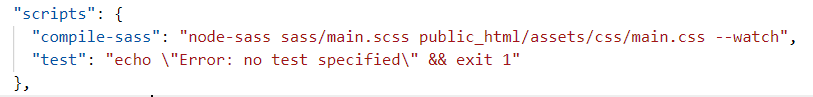 "scripts": {
"compile-sass": "node-sass sass/main.scss public_html/assets/css/main.css --watch",
"test": "echo \"Error: no test specified\" && exit 1"
},